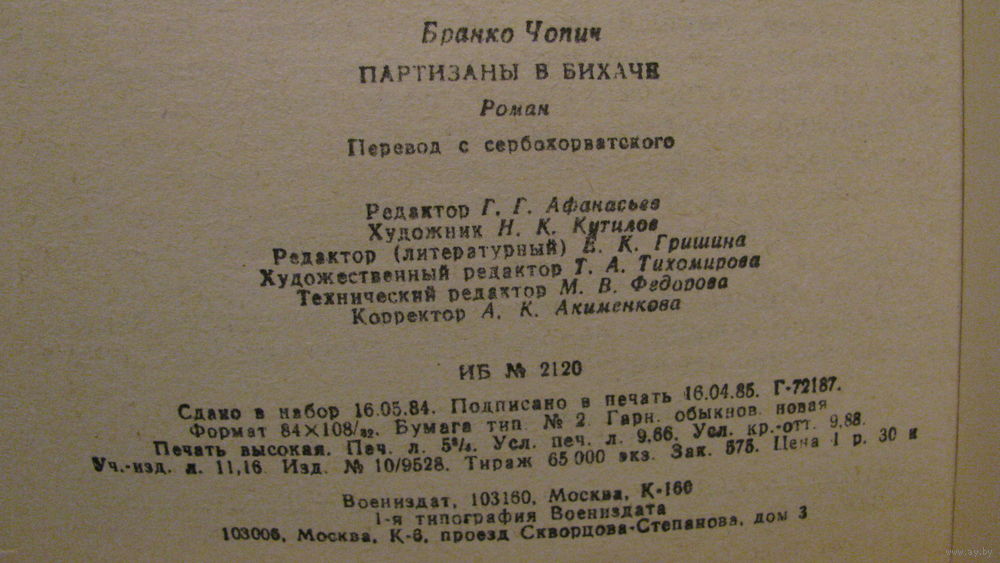 Бранко Чопич
ПАРТИЗАНЫ В БИХАЧЕ
Роман
Перевод с сербохорватского
Редактор Г. Г. Афанасьев
Художник Н. К. Кутилов
Редактор (литературный) Е. К. Гришина
Художественный редактор Т. А. Тихомирова
Технический редактор М. В. Федорова
Корректор А. К. Акименкова
ИБ № 2120
Сдано в набор 16.05.84. Подписано в печать 16.04.85. Г-72187.
Формат 84×108/32. Бумага тип. № 2. Гарн. обыкнов. новая
Печать высокая. Печ. л. 5¾. Усл. печ. л. 9,66. Усл. кр.-отт. 9,88.
Уч.-изд. л. 11,16. Изд. № 10/9528. Тираж 65 000 экз. Зак. 575. Цена 1 р. 30 к
Воениздат, 103160, Москва, К-160
1-я типография Воениздата
103006, Москва, К-6, проезд Скворцова-Степанова, дом 3
www.ay.by